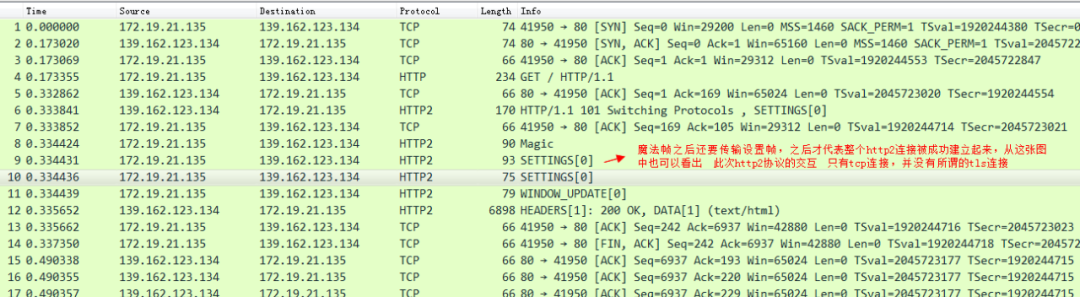 Time Source Destination Protocol Length Info
1 0.000000 172.19.21.135 139.162.123.134 TCP 74 41950 → 80 [SYN] Seq=0 Win=29200 Len=0 MSS=1460 SACK_PERM=1 TSval=1920244380 TSecr=0
2 0.173020 139.162.123.134 172.19.21.135 TCP 74 80 → 41950 [SYN, ACK] Seq=0 Ack=1 Win=65160 Len=0 MSS=1460 SACK_PERM=1 TSval=2045722
3 0.173069 172.19.21.135 139.162.123.134 TCP 66 41950 → 80 [ACK] Seq=1 Ack=1 Win=29312 Len=0 TSval=1920244553 TSecr=2045722847
4 0.173355 172.19.21.135 139.162.123.134 HTTP 234 GET / HTTP/1.1
5 0.332862 139.162.123.134 172.19.21.135 TCP 66 80 → 41950 [ACK] Seq=1 Ack=169 Win=65024 Len=0 TSval=2045723020 TSecr=1920244554
6 0.333841 139.162.123.134 172.19.21.135 HTTP2 170 HTTP/1.1 101 Switching Protocols , SETTINGS[0]
7 0.333852 172.19.21.135 139.162.123.134 TCP 66 41950 → 80 [ACK] Seq=169 Ack=105 Win=29312 Len=0 TSval=1920244714 TSecr=2045723021
8 0.334424 172.19.21.135 139.162.123.134 HTTP2 90 Magic
9 0.334431 172.19.21.135 139.162.123.134 HTTP2 93 SETTINGS[0]
魔法帧之后还要传输设置帧，之后才代表整个http2连接被成功建立起来，从这张图
中也可以看出 此次http2协议的交互 只有tcp连接，并没有所谓的tls连接
10 0.334436 172.19.21.135 139.162.123.134 HTTP2 75 SETTINGS[0]
11 0.334439 172.19.21.135 139.162.123.134 HTTP2 79 WINDOW_UPDATE[0]
12 0.335652 139.162.123.134 172.19.21.135 HTTP2 6898 HEADERS[1]: 200 OK, DATA[1] (text/html)
13 0.335662 172.19.21.135 139.162.123.134 TCP 66 41950 → 80 [ACK] Seq=242 Ack=6937 Win=42880 Len=0 TSval=1920244716 TSecr=2045723023
14 0.337350 172.19.21.135 139.162.123.134 TCP 66 41950 → 80 [FIN, ACK] Seq=242 Ack=6937 Win=42880 Len=0 TSval=1920244718 TSecr=20457
15 0.490338 139.162.123.134 172.19.21.135 TCP 66 80 → 41950 [ACK] Seq=6937 Ack=193 Win=65024 Len=0 TSval=2045723177 TSecr=1920244715
16 0.490355 139.162.123.134 172.19.21.135 TCP 66 80 → 41950 [ACK] Seq=6937 Ack=220 Win=65024 Len=0 TSval=2045723177 TSecr=1920244715
17 0.490357 139.162.123.134 172.19.21.135 TCP 66 80 → 41950 [ACK] Seq=6937 Ack=229 Win=65024 Len=0 TSval=2045723177 TSecr=1920244715